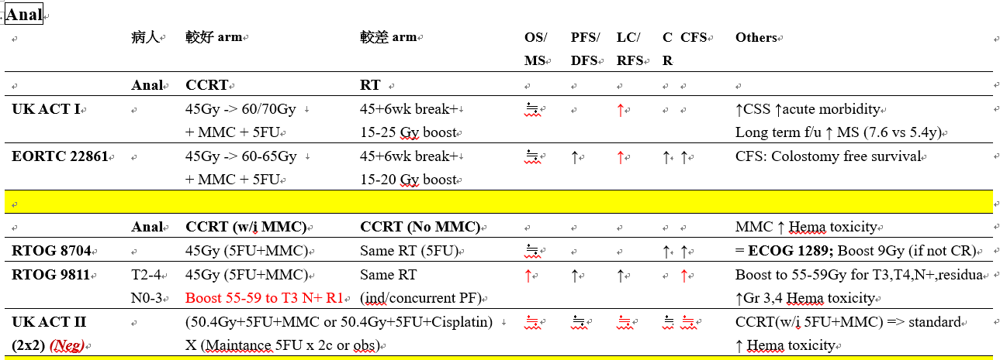 Anal
病人 較好 arm 較差 arm OS/ PFS/ LC/ C CFS Others
MS DFS RFS R
Anal CCRT RT
UK ACT I 45Gy -> 60/70Gy 45+6wk break+ ≒ ↑ ↑CSS ↑acute morbidity
+ MMC + 5FU 15-25 Gy boost Long term f/u ↑ MS (7.6 vs 5.4y)
EORTC 22861 45Gy -> 60-65Gy 45+6wk break+ ≒ ↑ ↑ ↑ ↑ CFS: Colostomy free survival
+ MMC + 5FU 15-20 Gy boost
Anal CCRT (w/i MMC) CCRT (No MMC) MMC ↑ Hema toxicity
RTOG 8704 45Gy (5FU+MMC) Same RT (5FU) ≒ ↑ ↑ = ECOG 1289; Boost 9Gy (if not CR)
RTOG 9811 T2-4 45Gy (5FU+MMC) Same RT ↑ ↑ ↑ ↑ Boost to 55-59Gy for T3,T4,N+,residua
N0-3 Boost 55-59 to T3 N+ R1 (ind/concurrent PF) ↑Gr 3,4 Hema toxicity
UK ACT II (50.4Gy+5FU+MMC or 50.4Gy+5FU+Cisplatin) ≒ ≒ ≒ ≒ ≒ CCRT(w/i 5FU+MMC) => standard
(2x2) (Neg) X (Maintance 5FU x 2c or obs) ↑ Hema toxicity